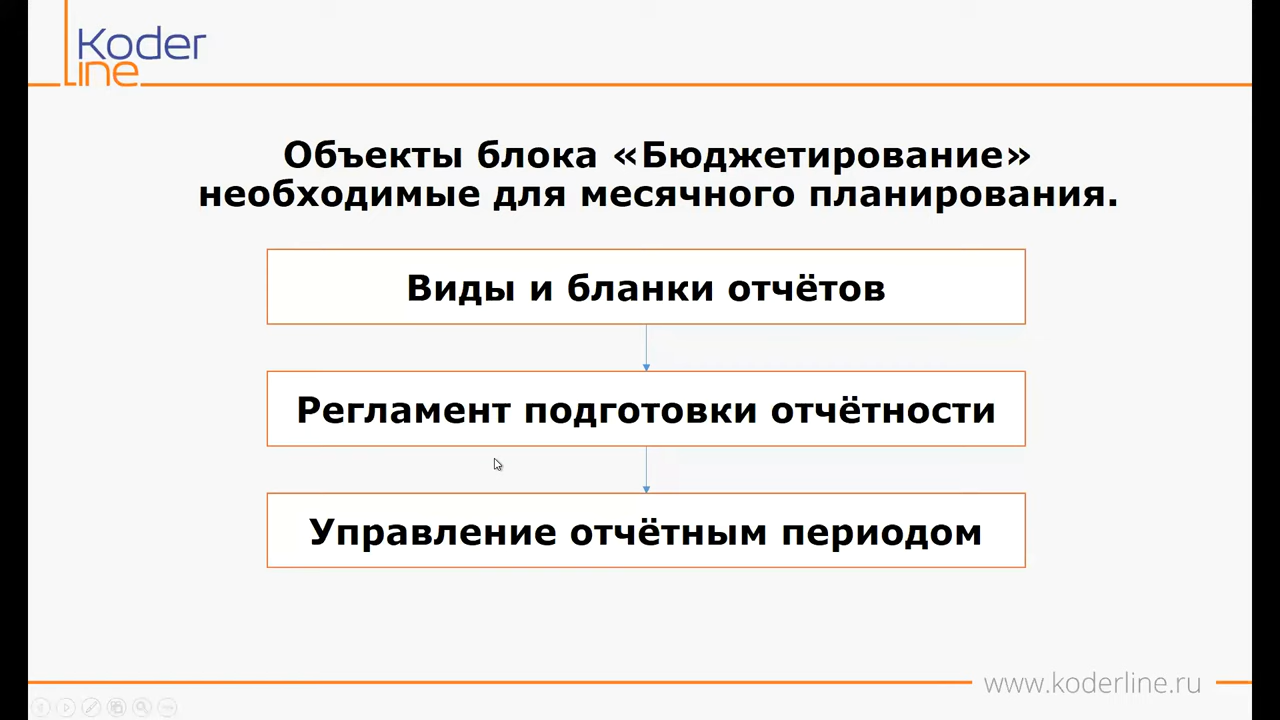 Koder
Line
Объекты блока «Бюджетирование»
необходимые для месячного планирования.
Виды и бланки отчётов
Регламент подготовки отчётности
Управление отчётным периодом
www.koderline.ru